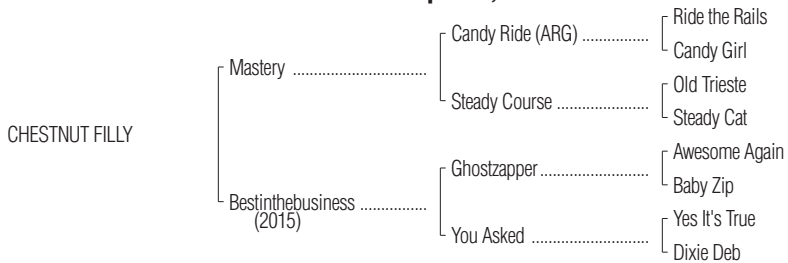 Ride the Rails
Candy Ride (ARG) ................
Candy Girl
Mastery ................................
Old Trieste
Steady Course ......................
Steady Cat
CHESTNUT FILLY
Awesome Again
Ghostzapper..........................
Baby Zip
Bestinthebusiness ................
(2015)
Yes It's True
You Asked ............................
Dixie Deb